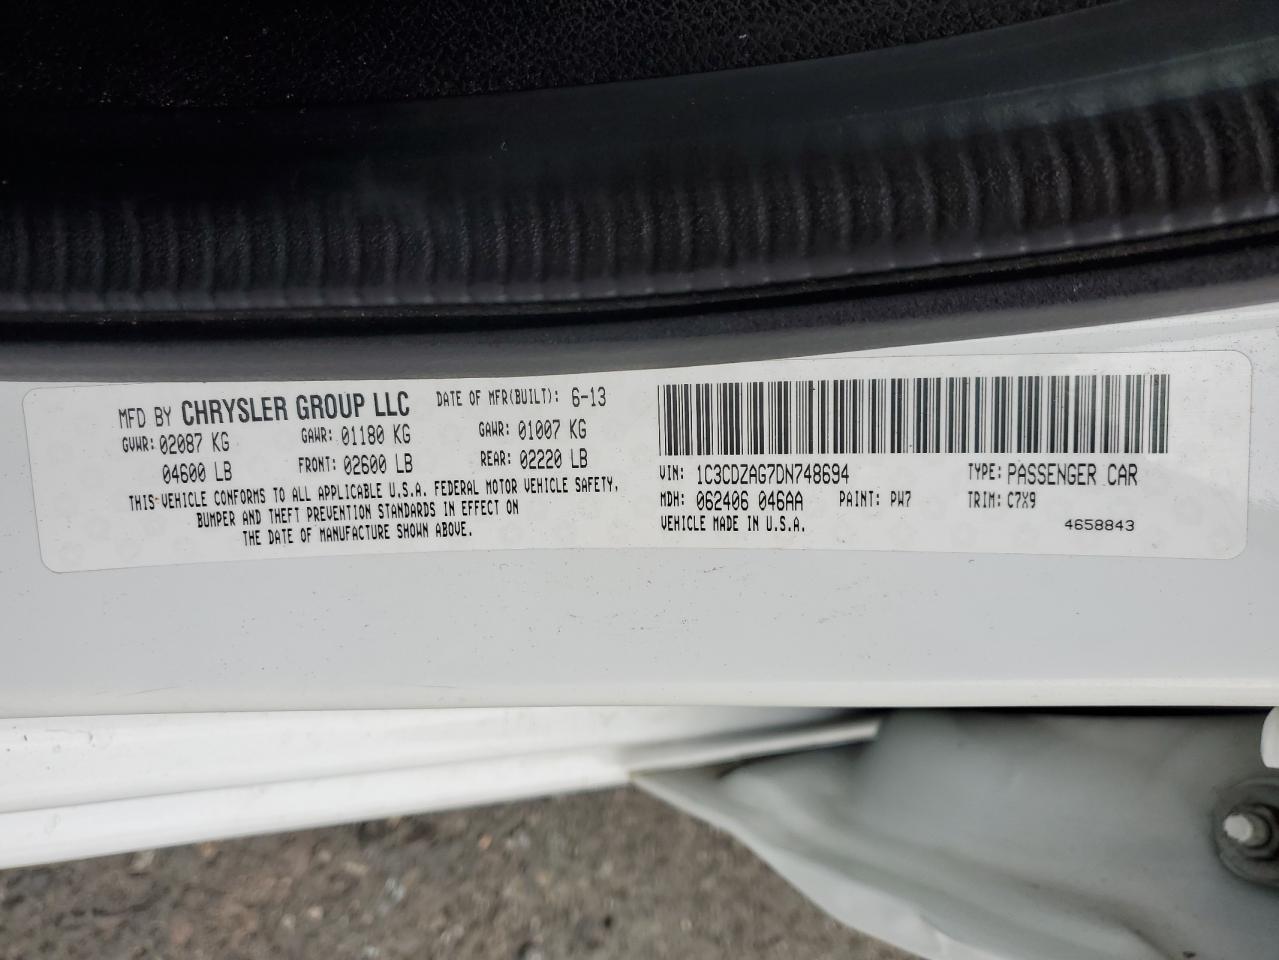 MFD BY CHRYSLER GROUP LLC DATE OF MFR(BUILT): 6-13
GVWR: 02087 KG GAWR: 01180 KG GAWR: 01007 KG
04600 LB FRONT: 02600 LB REAR: 02220 LB
THIS VEHICLE CONFORMS TO ALL APPLICABLE U.S.A. FEDERAL MOTOR VEHICLE SAFETY,
BUMPER AND THEFT PREVENTION STANDARDS IN EFFECT ON
THE DATE OF MANUFACTURE SHOWN ABOVE.
VIN: 1C3CDZAG7DN748694 TYPE: PASSENGER CAR
MDH: 062406 046AA PAINT: PW7 TRIM: C7X9
VEHICLE MADE IN U.S.A. 4658843